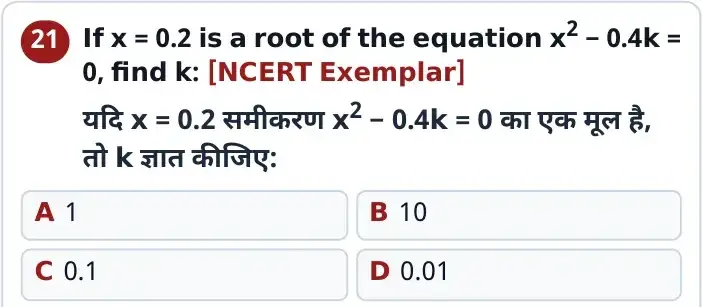 21 If x = 0.2 is a root of the equation x² − 0.4k =
0, find k: [NCERT Exemplar]
यदि x = 0.2 समीकरण x² − 0.4k = 0 का एक मूल है,
तो k ज्ञात कीजिए:
A 1 B 10
C 0.1 D 0.01